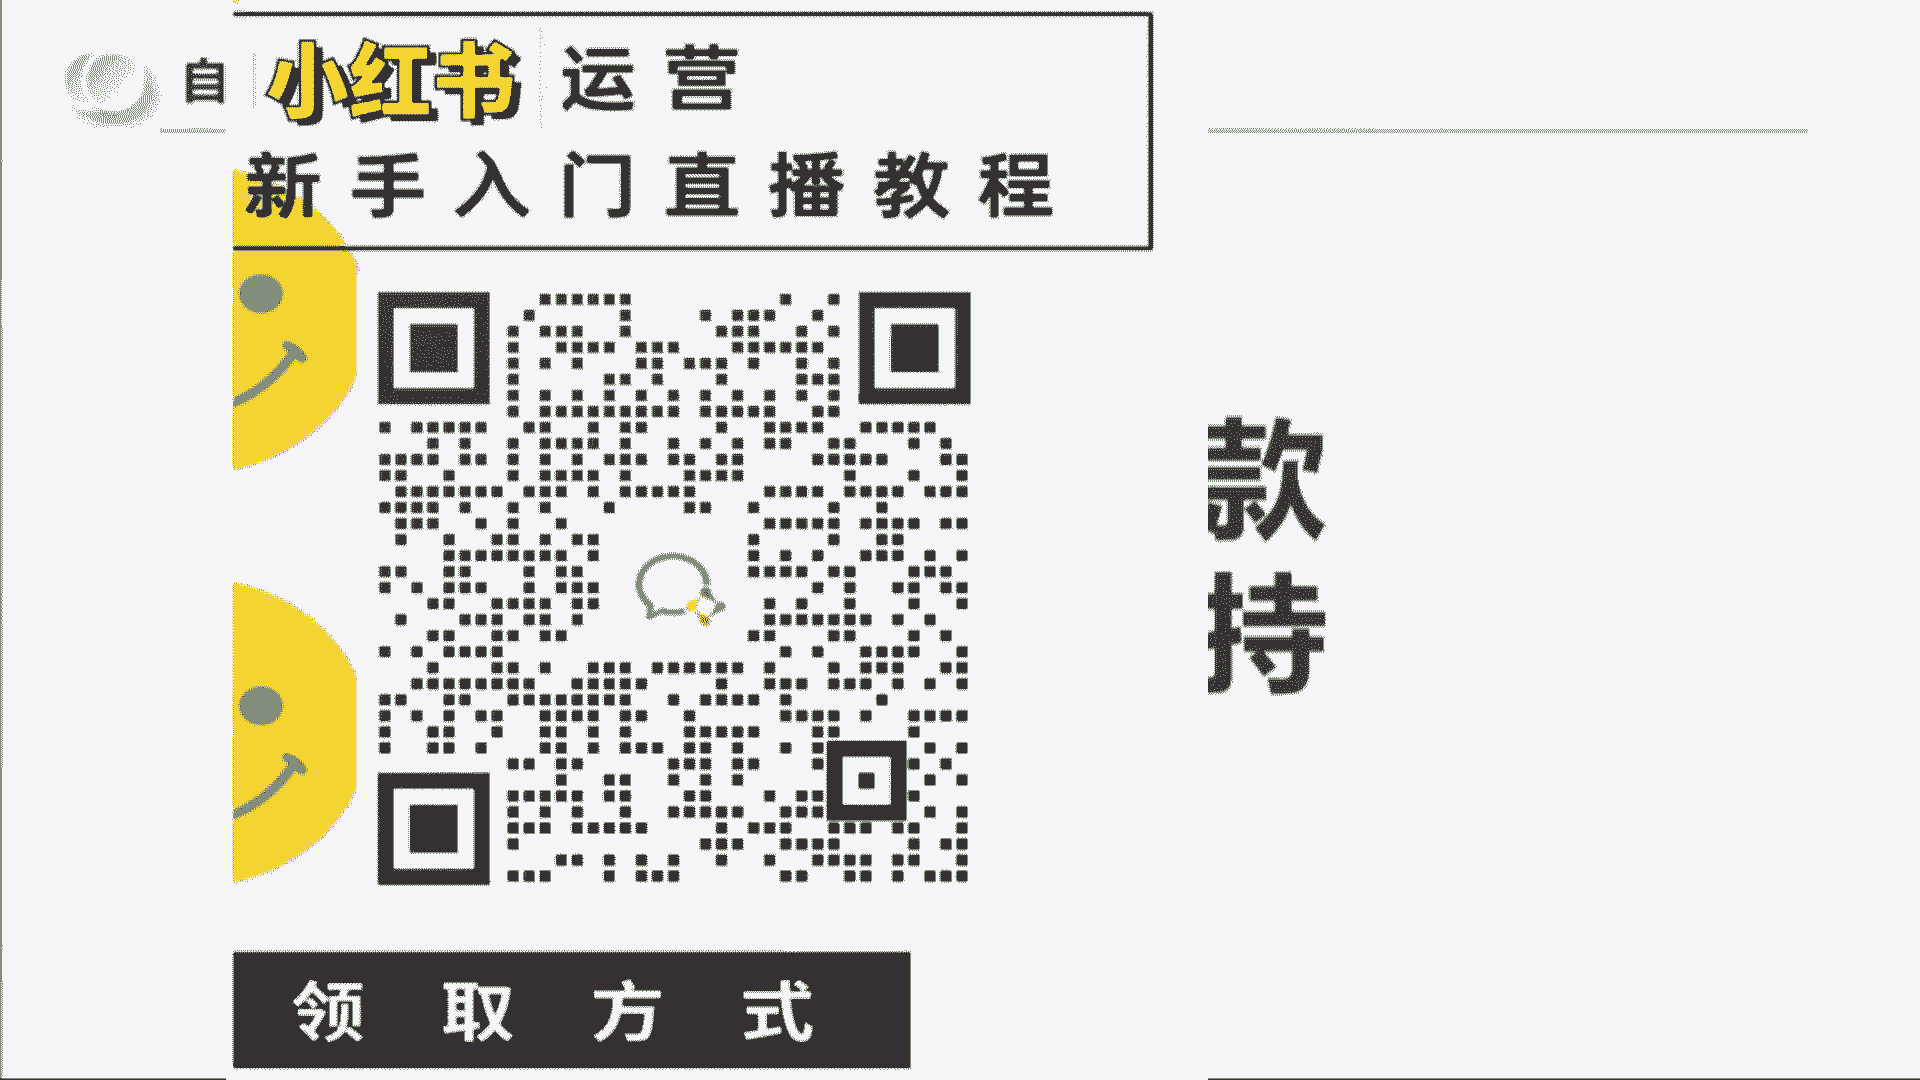 自
小红书 运营
新手入门直播教程
款
持
领取方式